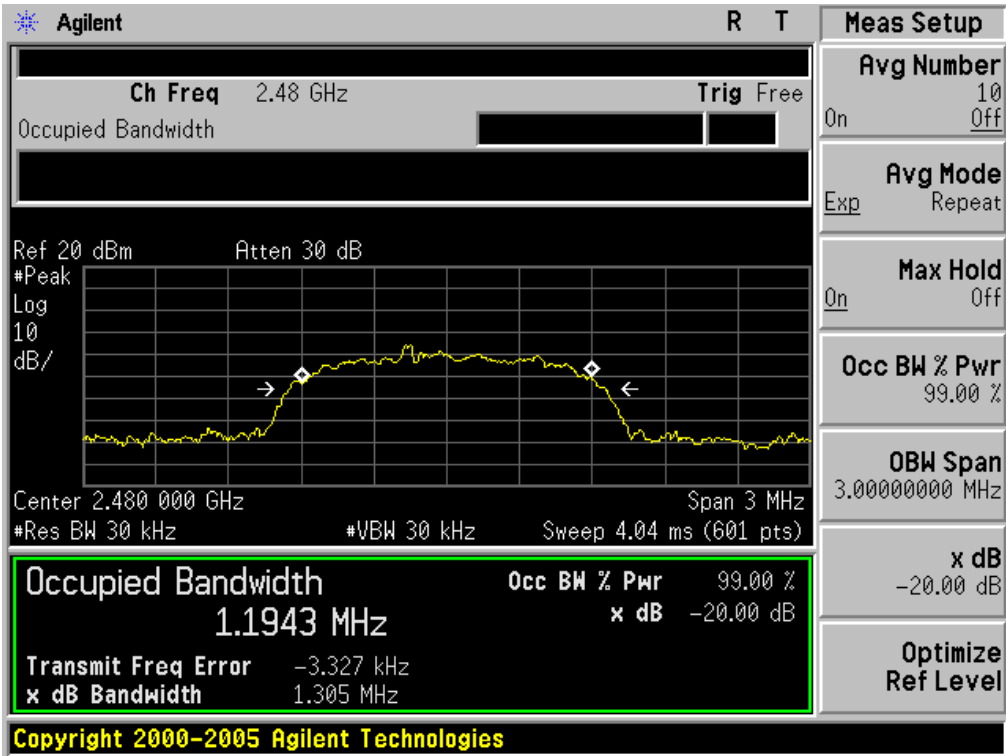 Agilent R T
Ch Freq 2.48 GHz Trig Free
Occupied Bandwidth
Ref 20 dBm Atten 30 dB
#Peak
Log
10
dB/
Center 2.480 000 GHz Span 3 MHz
#Res BW 30 kHz #VBW 30 kHz Sweep 4.04 ms (601 pts)
Occupied Bandwidth Occ BW % Pwr 99.00 %
1.1943 MHz x dB -20.00 dB
Transmit Freq Error -3.327 kHz
x dB Bandwidth 1.305 MHz
Copyright 2000-2005 Agilent Technologies
Meas Setup
Avg Number
10
On Off
Avg Mode
Exp Repeat
Max Hold
On Off
Occ BW % Pwr
99.00 %
OBW Span
3.00000000 MHz
x dB
-20.00 dB
Optimize
Ref Level